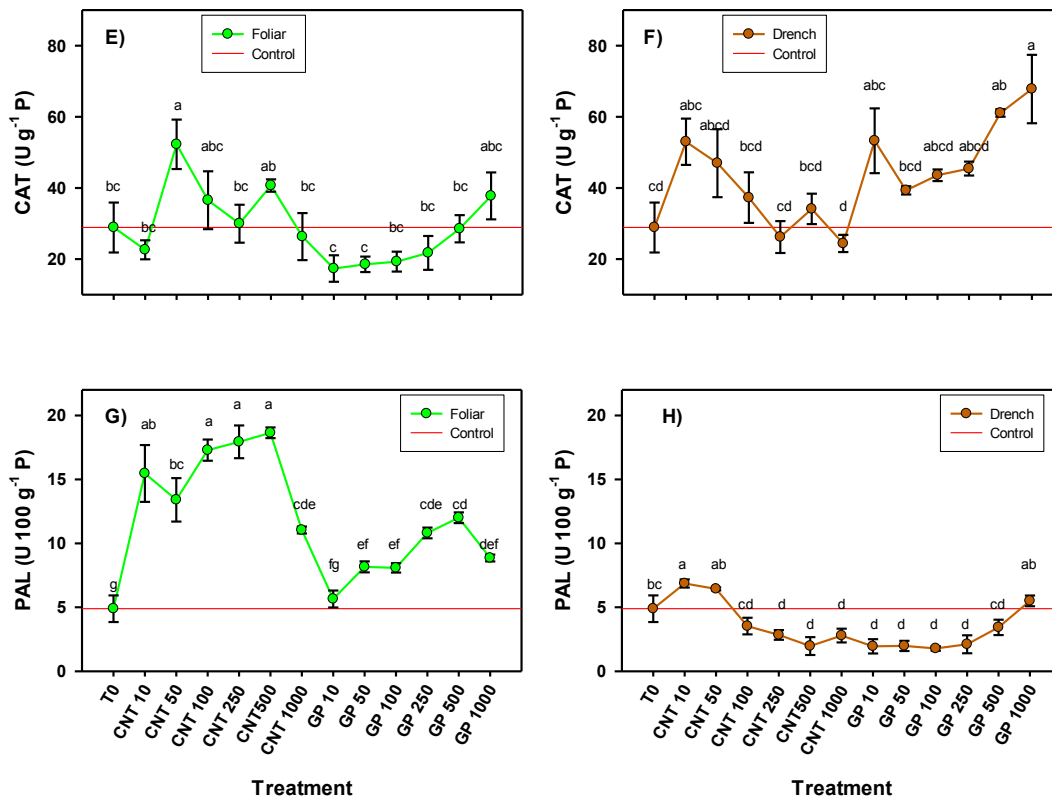 E)
Foliar
Control
CAT (U g-1 P)
80
60
40
20
bc
bc
a
abc
bc
ab
bc
c
c
bc
bc
bc
abc
F)
Drench
Control
CAT (U g-1 P)
80
60
40
20
cd
abc
abcd
bcd
cd
bcd
d
abc
bcd
abcd
abcd
ab
a
G)
Foliar
Control
PAL (U 100 g-1 P)
20
15
10
5
0
g
ab
bc
a
a
a
cde
fg
ef
ef
cde
cd
def
T0
CNT 10
CNT 50
CNT 100
CNT 250
CNT500
CNT 1000
GP 10
GP 50
GP 100
GP 250
GP 500
GP 1000
Treatment
H)
Drench
Control
PAL (U 100 g-1 P)
20
15
10
5
0
bc
a
ab
cd
d
d
d
d
d
d
d
cd
ab
T0
CNT 10
CNT 50
CNT 100
CNT 250
CNT500
CNT 1000
GP 10
GP 50
GP 100
GP 250
GP 500
GP 1000
Treatment